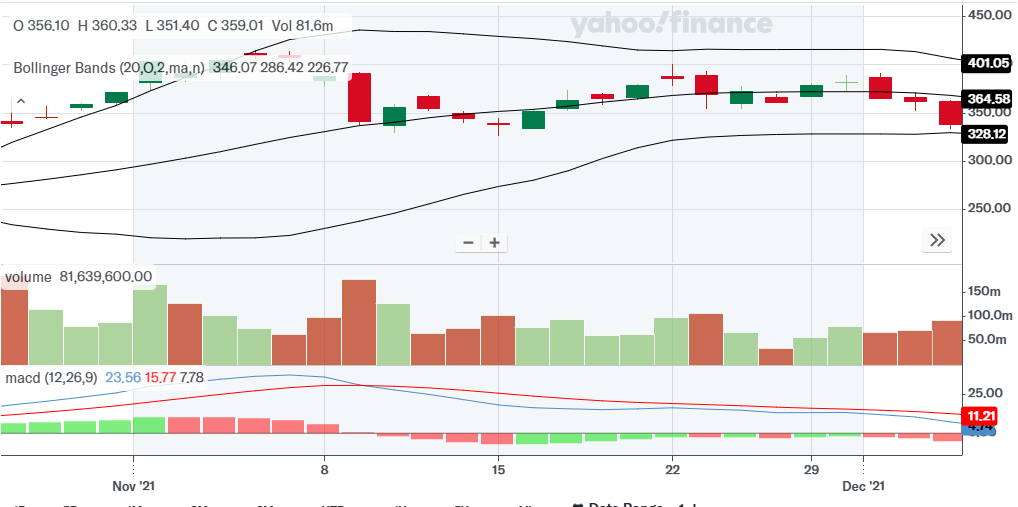 O 356.10 H 360.33 L 351.40 C 359.01 Vol 81.6m
yahoo!finance
450.00
Bollinger Bands (20,O,2,ma,n) 346.07 286.42 226.77
401.05
364.58
350.00
328.12
300.00
250.00
− +
volume 81,639,600.00
150m
100.0m
50.0m
macd (12,26,9) 23.56 15.77 7.78
25.00
11.21
4.74
8 15 22 29
Nov '21 Dec '21